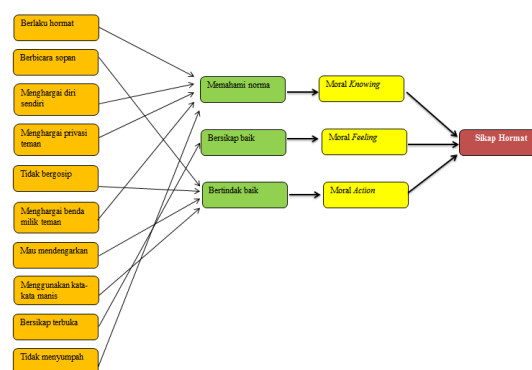 Berlaku hormat
Berbicara sopan
Menghargai diri
sendiri
Menghargai privasi
teman
Tidak bergosip
Menghargai benda
milik teman
Mau mendengarkan
Menggunakan kata-
kata manis
Bersikap terbuka
Tidak menyumpah
Memahami norma
Bersikap baik
Bertindak baik
Moral Knowing
Moral Feeling
Moral Action
Sikap Hormat